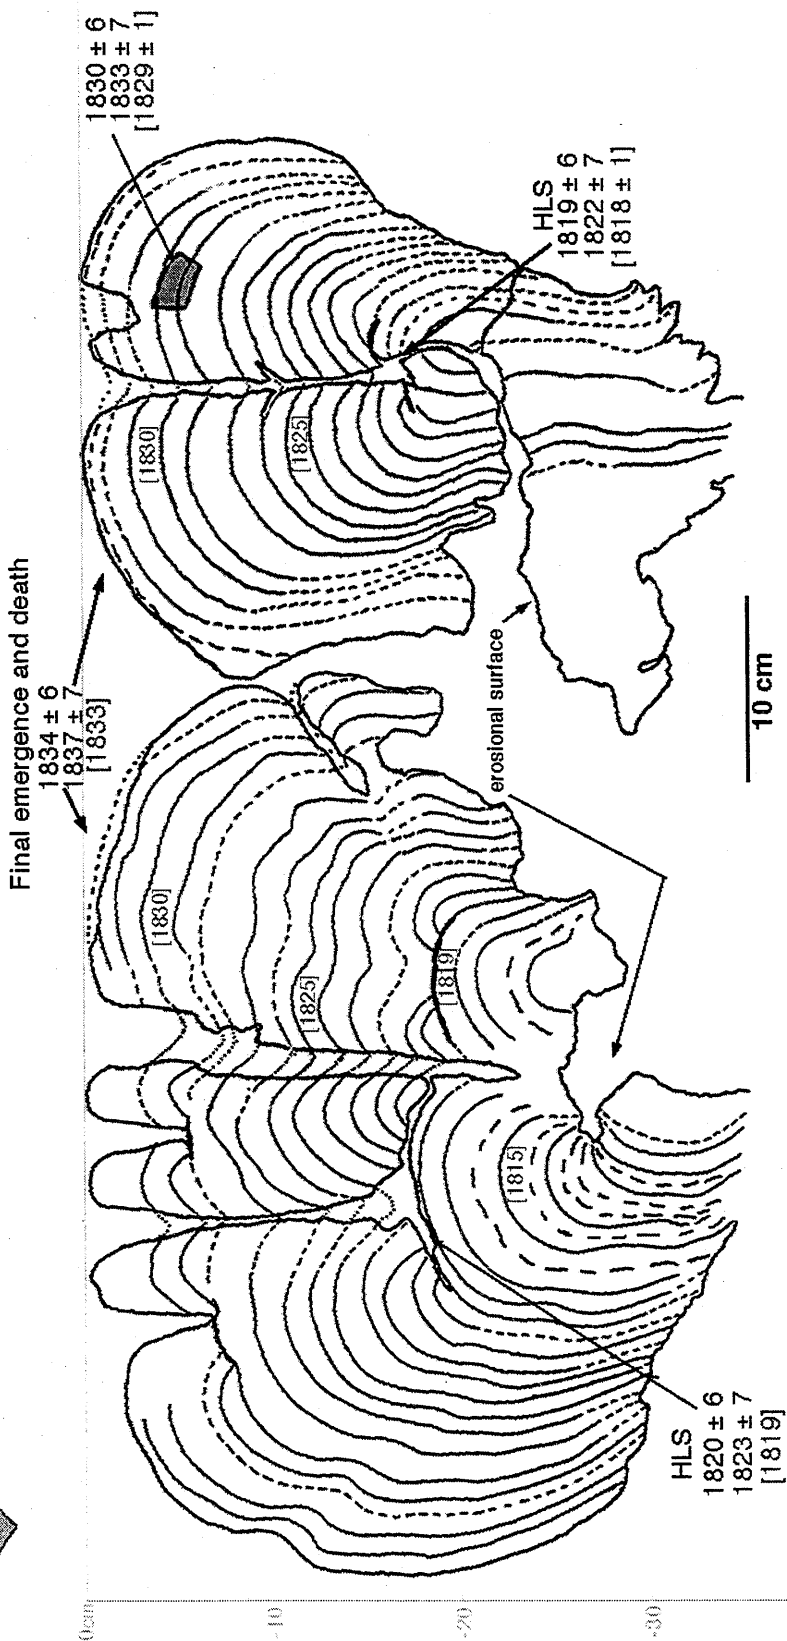 Final emergence and death
1834 ± 6
1837 ± 7
[1833]
1830 ± 6
1833 ± 7
[1829 ± 1]
HLS
1819 ± 6
1822 ± 7
[1818 ± 1]
[1830]
[1825]
erosional surface
10 cm
[1830]
[1825]
[1819]
[1815]
HLS
1820 ± 6
1823 ± 7
[1819]
0cm
-10
-20
-30